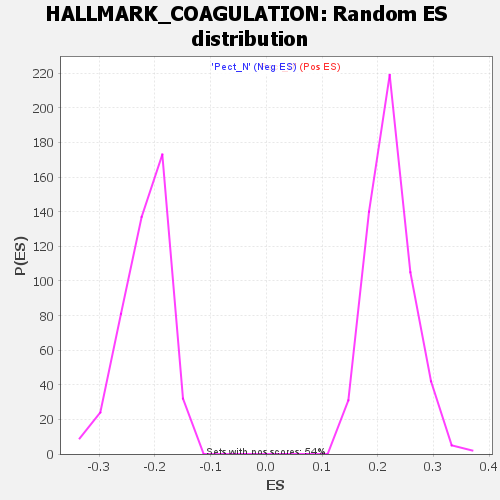 HALLMARK_COAGULATION: Random ES
distribution
'Pect_N' (Neg ES) (Pos ES)
220
200
180
160
140
120
100
80
60
40
20
0
P(ES)
Sets with pos scores: 54%
-0.3 -0.2 -0.1 0.0 0.1 0.2 0.3 0.4
ES